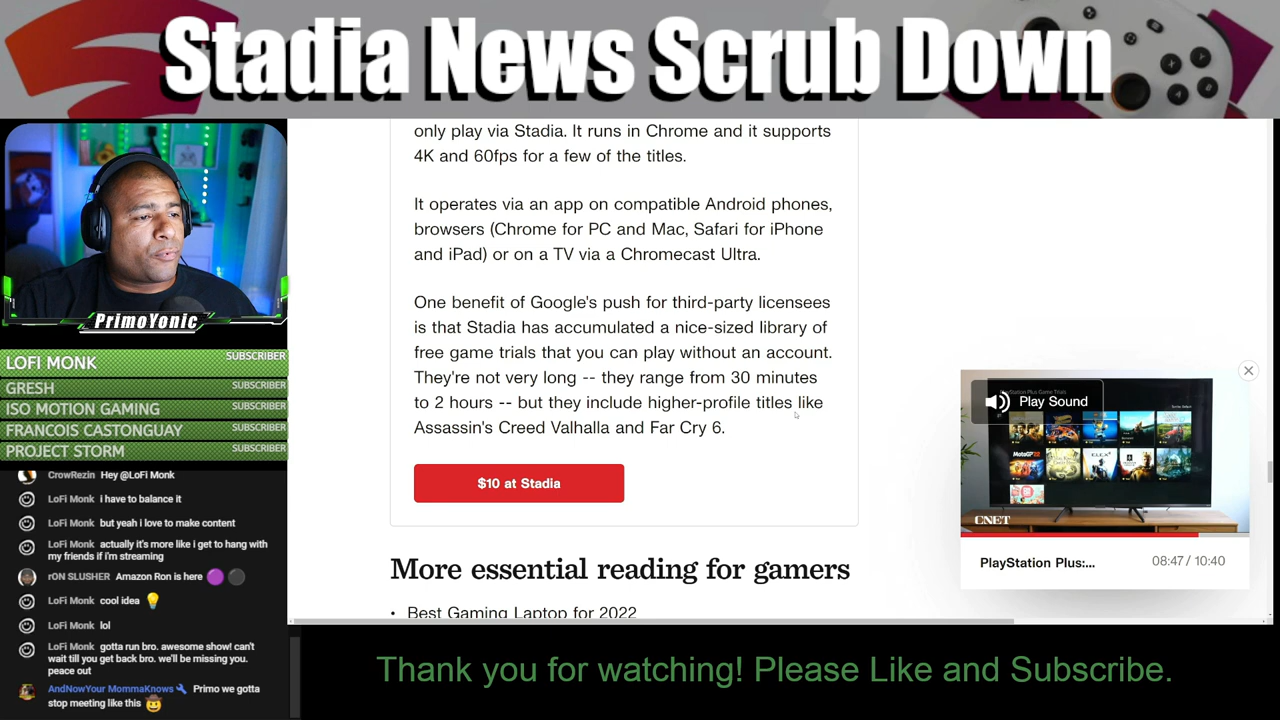 Stadia News Scrub Down
only play via Stadia. It runs in Chrome and it supports
4K and 60fps for a few of the titles.
It operates via an app on compatible Android phones,
browsers (Chrome for PC and Mac, Safari for iPhone
and iPad) or on a TV via a Chromecast Ultra.
One benefit of Google's push for third-party licensees
is that Stadia has accumulated a nice-sized library of
free game trials that you can play without an account.
They're not very long -- they range from 30 minutes
to 2 hours -- but they include higher-profile titles like
Assassin's Creed Valhalla and Far Cry 6.
$10 at Stadia
More essential reading for gamers
• Best Gaming Laptop for 2022
PrimoYonic
LOFI MONK SUBSCRIBER
GRESH SUBSCRIBER
ISO MOTION GAMING SUBSCRIBER
FRANCOIS CASTONGUAY SUBSCRIBER
PROJECT STORM SUBSCRIBER
CrowRezin Hey @LoFi Monk
LoFi Monk i have to balance it
LoFi Monk but yeah i love to make content
LoFi Monk actually it's more like i get to hang with
my friends if i'm streaming
rON SLUSHER Amazon Ron is here 🟣⚫
LoFi Monk cool idea 💡
LoFi Monk lol
LoFi Monk gotta run bro. awesome show! can't
wait till you get back bro. we'll be missing you.
peace out
AndNowYour MommaKnows 🔧 Primo we gotta
stop meeting like this 🤠
PlayStation Plus Game Trials
Play Sound
MotoGP22
CNET
PlayStation Plus:...
08:47 / 10:40
Thank you for watching! Please Like and Subscribe.